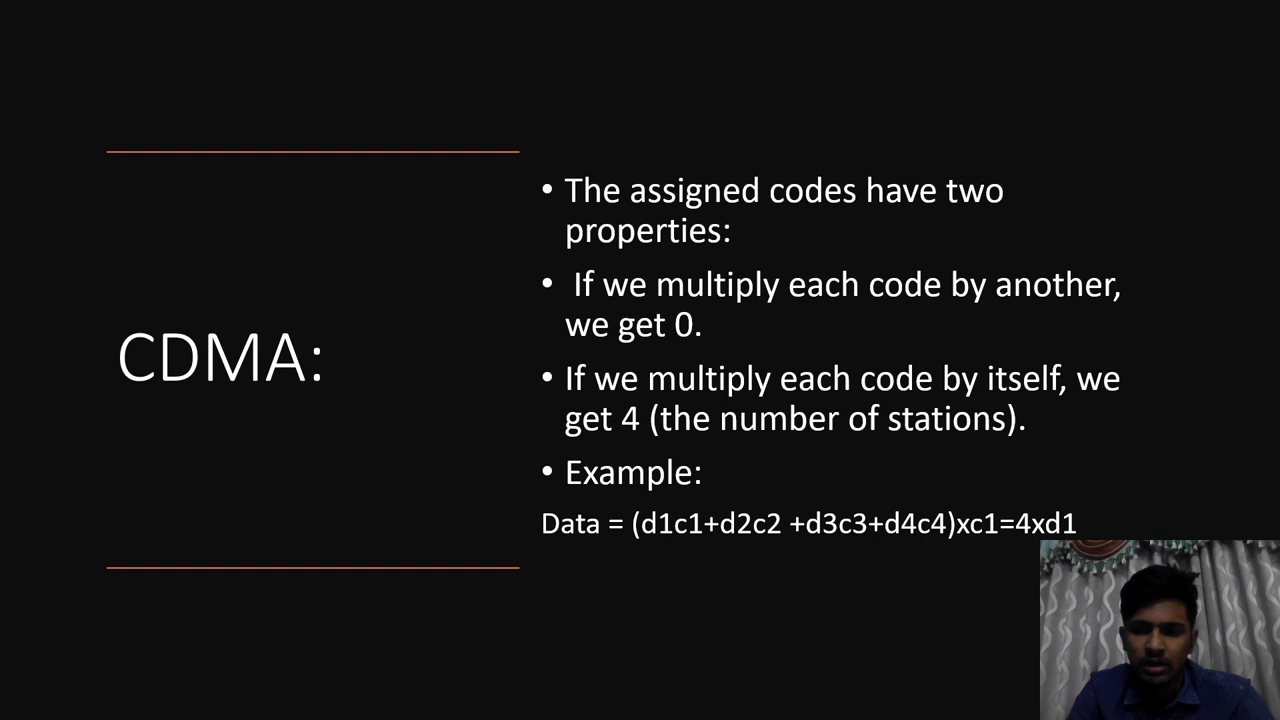 CDMA:
• The assigned codes have two
properties:
• If we multiply each code by another,
we get 0.
• If we multiply each code by itself, we
get 4 (the number of stations).
• Example:
Data = (d1c1+d2c2 +d3c3+d4c4)xc1=4xd1